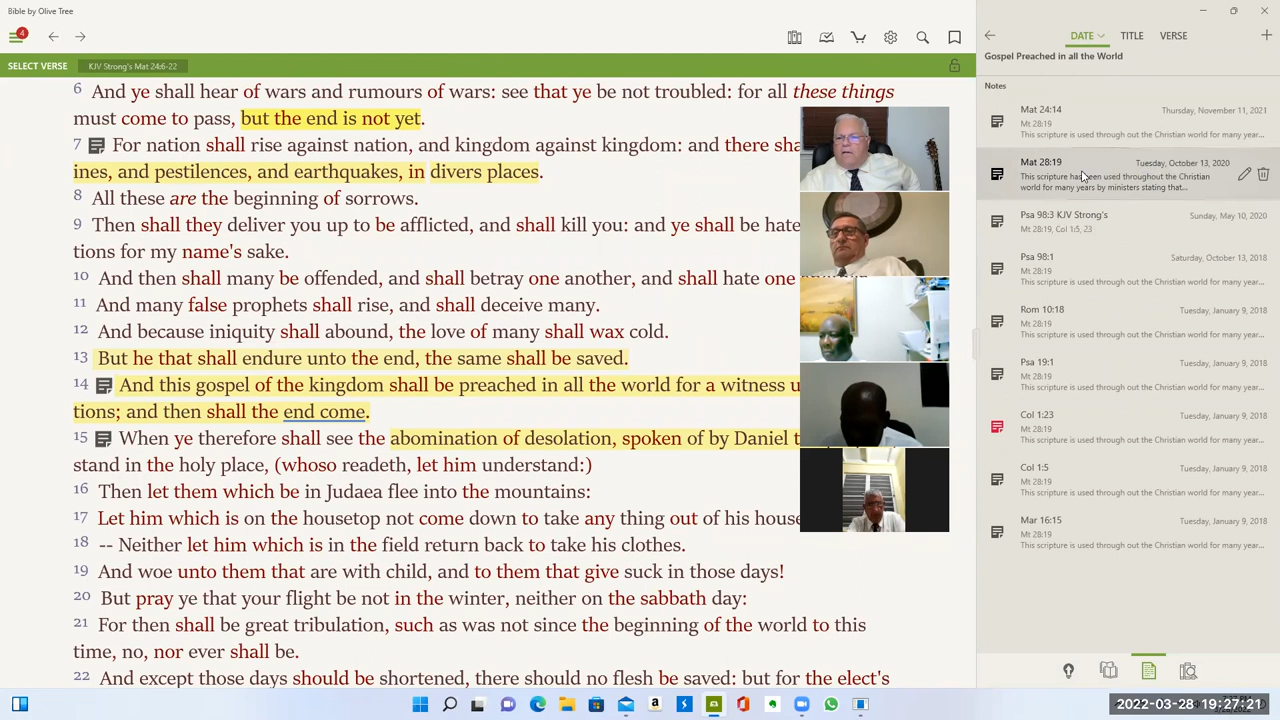 Bible by Olive Tree
4
SELECT VERSE KJV Strong's Mat 24:6-22
6 And ye shall hear of wars and rumours of wars: see that ye be not troubled: for all these things
must come to pass, but the end is not yet.
7 For nation shall rise against nation, and kingdom against kingdom: and there sha
ines, and pestilences, and earthquakes, in divers places.
8 All these are the beginning of sorrows.
9 Then shall they deliver you up to be afflicted, and shall kill you: and ye shall be hate
tions for my name's sake.
10 And then shall many be offended, and shall betray one another, and shall hate one
11 And many false prophets shall rise, and shall deceive many.
12 And because iniquity shall abound, the love of many shall wax cold.
13 But he that shall endure unto the end, the same shall be saved.
14 And this gospel of the kingdom shall be preached in all the world for a witness u
tions; and then shall the end come.
15 When ye therefore shall see the abomination of desolation, spoken of by Daniel t
stand in the holy place, (whoso readeth, let him understand:)
16 Then let them which be in Judaea flee into the mountains:
17 Let him which is on the housetop not come down to take any thing out of his house
18 -- Neither let him which is in the field return back to take his clothes.
19 And woe unto them that are with child, and to them that give suck in those days!
20 But pray ye that your flight be not in the winter, neither on the sabbath day:
21 For then shall be great tribulation, such as was not since the beginning of the world to this
time, no, nor ever shall be.
22 And except those days should be shortened, there should no flesh be saved: but for the elect's
DATE TITLE VERSE
Gospel Preached in all the World
Notes
Mat 24:14 Thursday, November 11, 2021
Mt 28:19
This scripture has been used throughout the Christian world for many year...
Mat 28:19 Tuesday, October 13, 2020
This scripture has been used throughout the Christian
world for many years by ministers stating that...
Psa 98:3 KJV Strong's Sunday, May 10, 2020
Mt 28:19, Col 1:5, 23
Psa 98:1 Saturday, October 13, 2018
Mt 28:19
This scripture is used through out the Christian world for many year...
Rom 10:18 Tuesday, January 9, 2018
Mt 28:19
This scripture is used through out the Christian world for many year...
Psa 19:1 Tuesday, January 9, 2018
Mt 28:19
This scripture is used through out the Christian world for many year...
Col 1:23 Tuesday, January 9, 2018
Mt 28:19
This scripture is used through out the Christian world for many year...
Col 1:5 Tuesday, January 9, 2018
Mt 28:19
This scripture is used through out the Christian world for many year...
Mar 16:15 Tuesday, January 9, 2018
Mt 28:19
This scripture is used through out the Christian world for many year...
2022-03-28 19:27:21